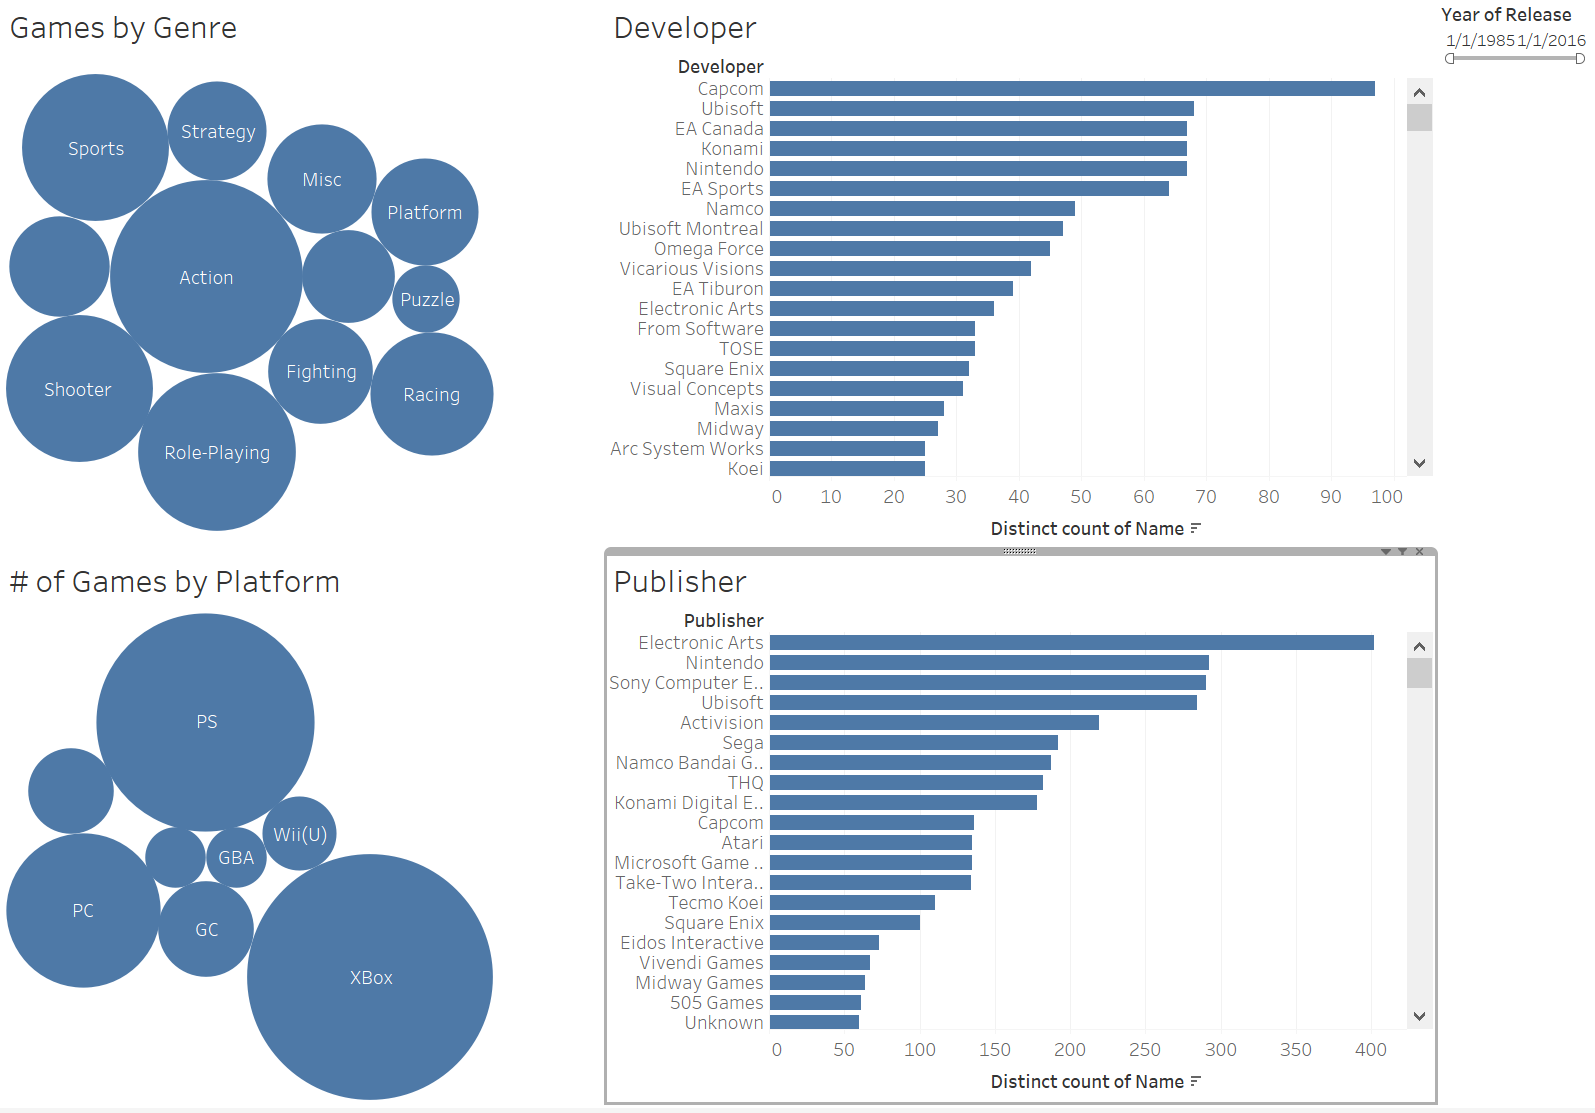 Games by Genre
Sports
Strategy
Misc
Platform
Action
Puzzle
Shooter
Fighting
Racing
Role-Playing
Developer
Developer
Capcom
Ubisoft
EA Canada
Konami
Nintendo
EA Sports
Namco
Ubisoft Montreal
Omega Force
Vicarious Visions
EA Tiburon
Electronic Arts
From Software
TOSE
Square Enix
Visual Concepts
Maxis
Midway
Arc System Works
Koei
0 10 20 30 40 50 60 70 80 90 100
Distinct count of Name
Year of Release
1/1/1985 1/1/2016
# of Games by Platform
PS
Wii(U)
GBA
PC
GC
XBox
Publisher
Publisher
Electronic Arts
Nintendo
Sony Computer E..
Ubisoft
Activision
Sega
Namco Bandai G..
THQ
Konami Digital E..
Capcom
Atari
Microsoft Game ..
Take-Two Intera..
Tecmo Koei
Square Enix
Eidos Interactive
Vivendi Games
Midway Games
505 Games
Unknown
0 50 100 150 200 250 300 350 400
Distinct count of Name